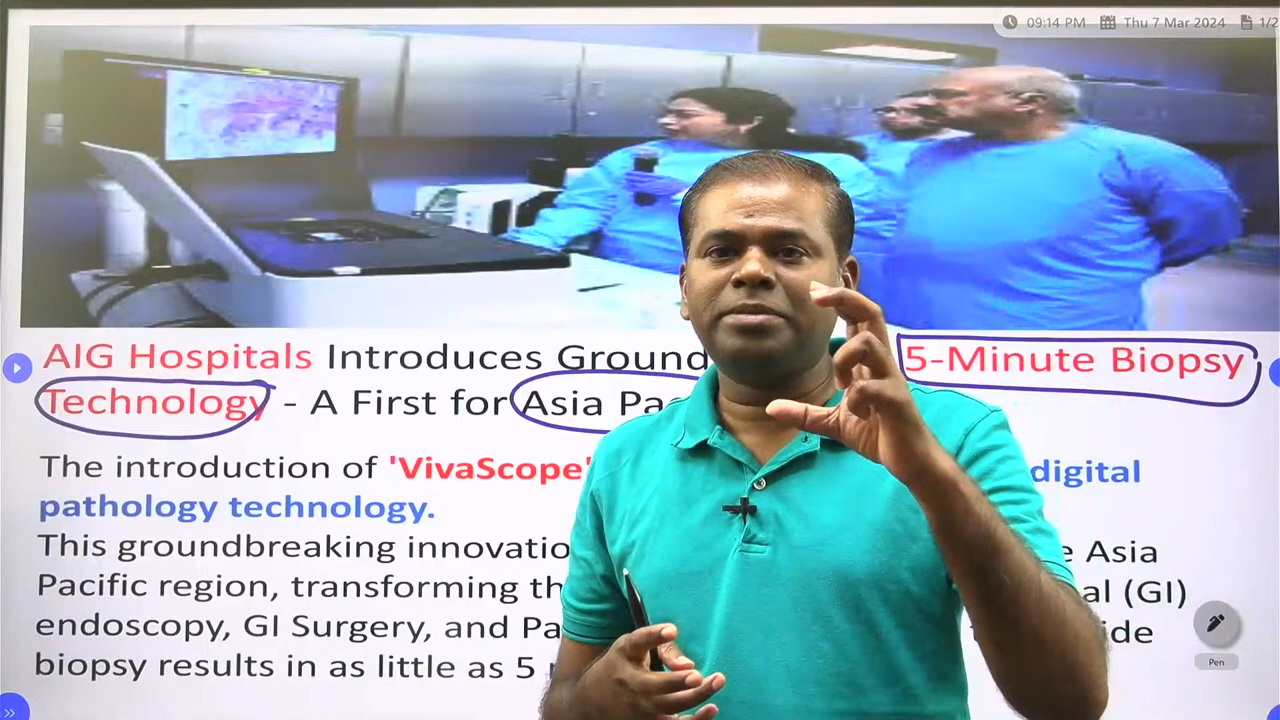 09:14 PM Thu 7 Mar 2024 1/2
AIG Hospitals Introduces Ground 5-Minute Biopsy
Technology - A First for Asia Pa
The introduction of 'VivaScope' digital
pathology technology.
This groundbreaking innovatio e Asia
Pacific region, transforming th al (GI)
endoscopy, GI Surgery, and Pa ide
biopsy results in as little as 5
Pen